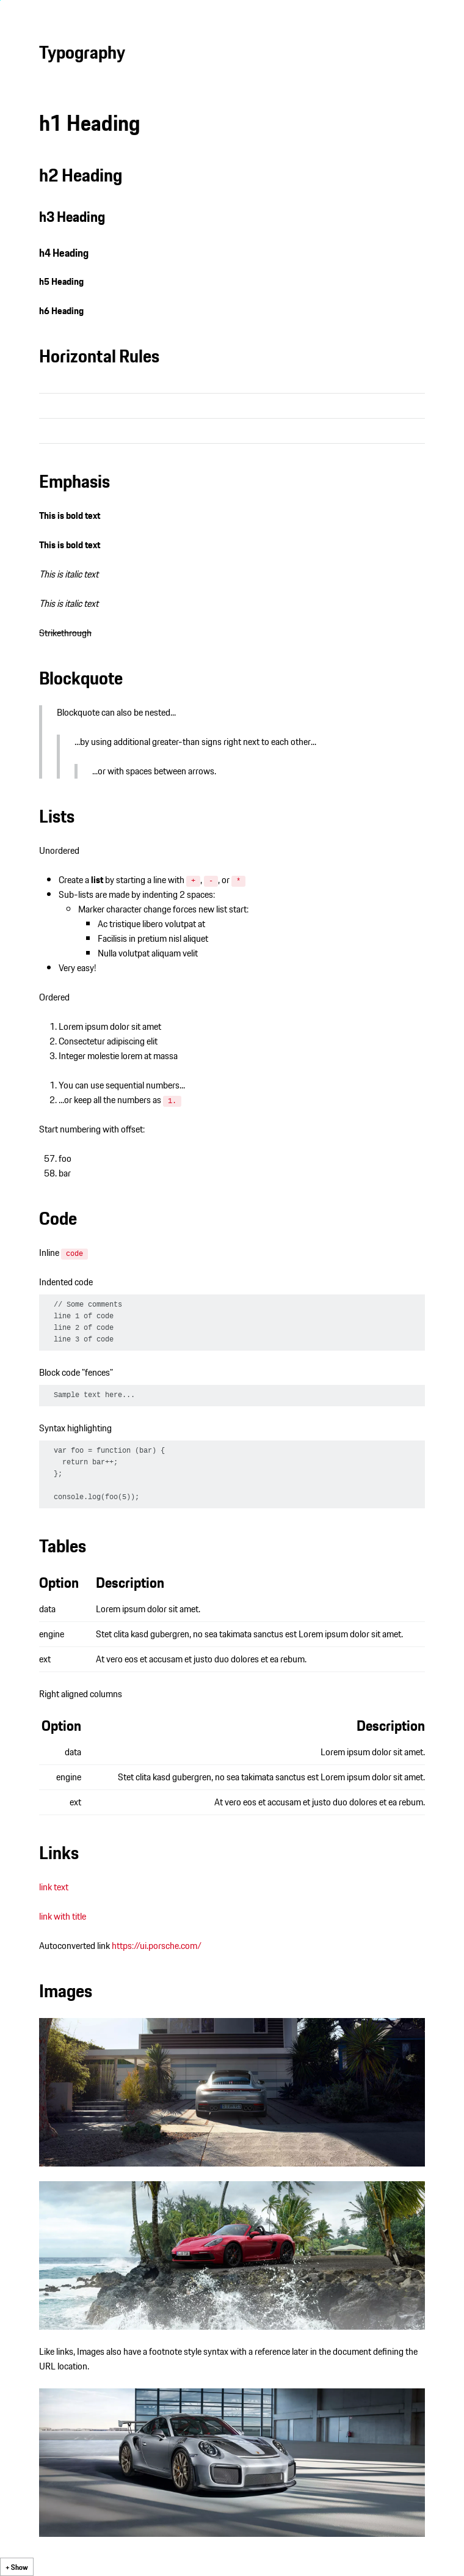 Typography
h1 Heading
h2 Heading
h3 Heading
h4 Heading
h5 Heading
h6 Heading
Horizontal Rules
Emphasis
This is bold text
This is bold text
This is italic text
This is italic text
Strikethrough
Blockquote
Blockquote can also be nested...
...by using additional greater-than signs right next to each other...
...or with spaces between arrows.
Lists
Unordered
Create a list by starting a line with +, -, or *
Sub-lists are made by indenting 2 spaces:
Marker character change forces new list start:
Ac tristique libero volutpat at
Facilisis in pretium nisl aliquet
Nulla volutpat aliquam velit
Very easy!
Ordered
1. Lorem ipsum dolor sit amet
2. Consectetur adipiscing elit
3. Integer molestie lorem at massa
1. You can use sequential numbers...
2. ...or keep all the numbers as 1.
Start numbering with offset:
57. foo
58. bar
Code
Inline code
Indented code
// Some comments
line 1 of code
line 2 of code
line 3 of code
Block code "fences"
Sample text here...
Syntax highlighting
var foo = function (bar) {
return bar++;
};
console.log(foo(5));
Tables
Option Description
data Lorem ipsum dolor sit amet.
engine Stet clita kasd gubergren, no sea takimata sanctus est Lorem ipsum dolor sit amet.
ext At vero eos et accusam et justo duo dolores et ea rebum.
Right aligned columns
Option Description
data Lorem ipsum dolor sit amet.
engine Stet clita kasd gubergren, no sea takimata sanctus est Lorem ipsum dolor sit amet.
ext At vero eos et accusam et justo duo dolores et ea rebum.
Links
link text
link with title
Autoconverted link https://ui.porsche.com/
Images
Like links, Images also have a footnote style syntax with a reference later in the document defining the
URL location.
+ Show